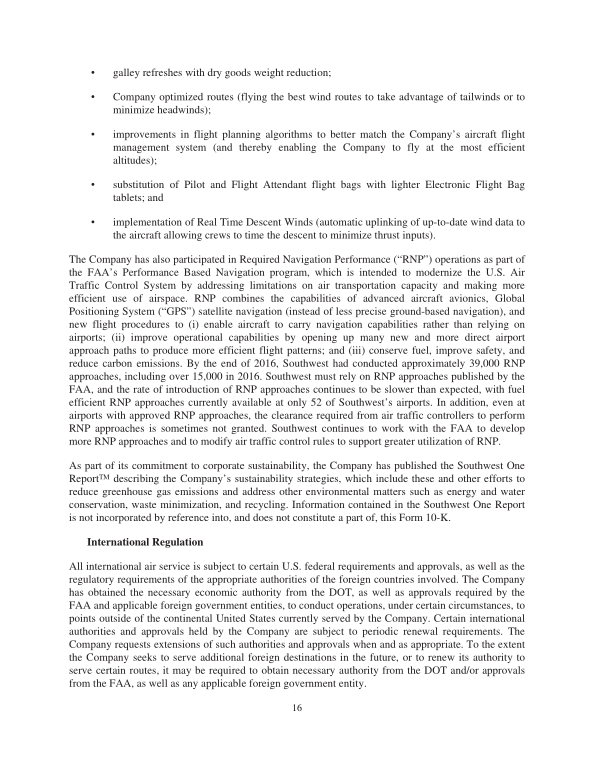 • galley refreshes with dry goods weight reduction;
• Company optimized routes (flying the best wind routes to take advantage of tailwinds or to
minimize headwinds);
• improvements in flight planning algorithms to better match the Company's aircraft flight
management system (and thereby enabling the Company to fly at the most efficient
altitudes);
• substitution of Pilot and Flight Attendant flight bags with lighter Electronic Flight Bag
tablets; and
• implementation of Real Time Descent Winds (automatic uplinking of up-to-date wind data to
the aircraft allowing crews to time the descent to minimize thrust inputs).
The Company has also participated in Required Navigation Performance (“RNP”) operations as part of
the FAA's Performance Based Navigation program, which is intended to modernize the U.S. Air
Traffic Control System by addressing limitations on air transportation capacity and making more
efficient use of airspace. RNP combines the capabilities of advanced aircraft avionics, Global
Positioning System (“GPS”) satellite navigation (instead of less precise ground-based navigation), and
new flight procedures to (i) enable aircraft to carry navigation capabilities rather than relying on
airports; (ii) improve operational capabilities by opening up many new and more direct airport
approach paths to produce more efficient flight patterns; and (iii) conserve fuel, improve safety, and
reduce carbon emissions. By the end of 2016, Southwest had conducted approximately 39,000 RNP
approaches, including over 15,000 in 2016. Southwest must rely on RNP approaches published by the
FAA, and the rate of introduction of RNP approaches continues to be slower than expected, with fuel
efficient RNP approaches currently available at only 52 of Southwest's airports. In addition, even at
airports with approved RNP approaches, the clearance required from air traffic controllers to perform
RNP approaches is sometimes not granted. Southwest continues to work with the FAA to develop
more RNP approaches and to modify air traffic control rules to support greater utilization of RNP.
As part of its commitment to corporate sustainability, the Company has published the Southwest One
Report™ describing the Company's sustainability strategies, which include these and other efforts to
reduce greenhouse gas emissions and address other environmental matters such as energy and water
conservation, waste minimization, and recycling. Information contained in the Southwest One Report
is not incorporated by reference into, and does not constitute a part of, this Form 10-K.
International Regulation
All international air service is subject to certain U.S. federal requirements and approvals, as well as the
regulatory requirements of the appropriate authorities of the foreign countries involved. The Company
has obtained the necessary economic authority from the DOT, as well as approvals required by the
FAA and applicable foreign government entities, to conduct operations, under certain circumstances, to
points outside of the continental United States currently served by the Company. Certain international
authorities and approvals held by the Company are subject to periodic renewal requirements. The
Company requests extensions of such authorities and approvals when and as appropriate. To the extent
the Company seeks to serve additional foreign destinations in the future, or to renew its authority to
serve certain routes, it may be required to obtain necessary authority from the DOT and/or approvals
from the FAA, as well as any applicable foreign government entity.
16